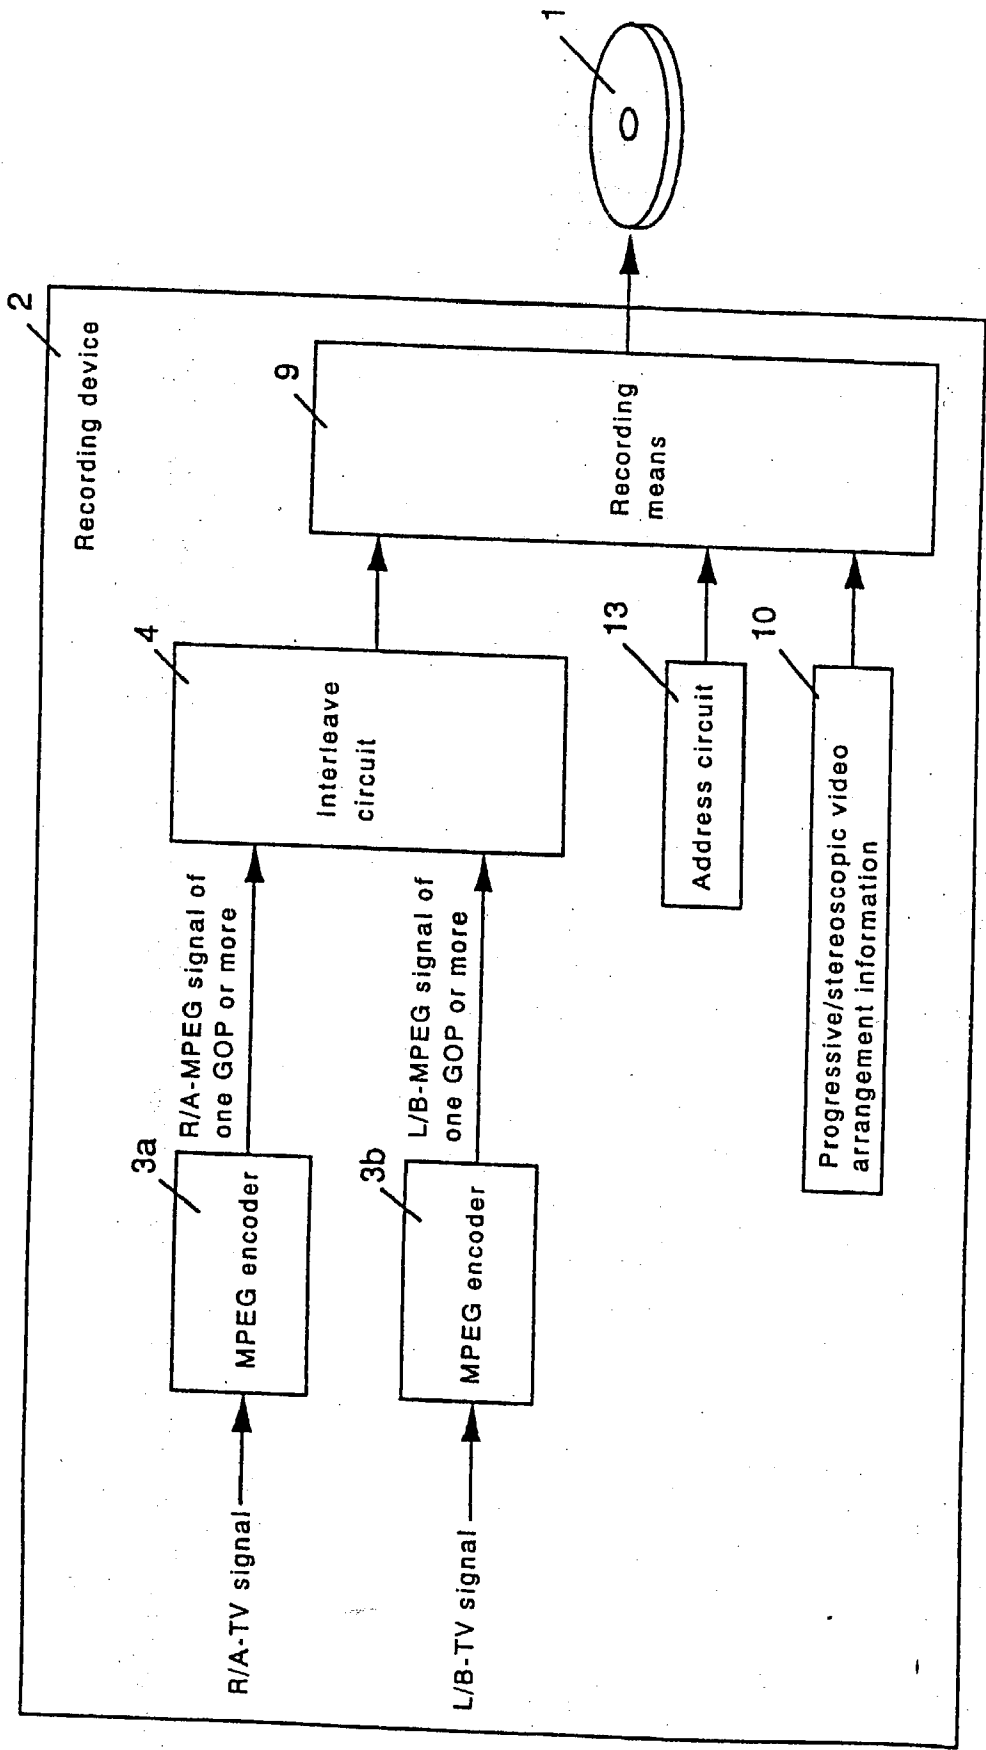 2
Recording device
R/A-TV signal
3a
MPEG encoder
R/A-MPEG signal of
one GOP or more
4
Interleave
circuit
9
Recording
means
1
L/B-TV signal
3b
MPEG encoder
L/B-MPEG signal of
one GOP or more
13
Address circuit
10
Progressive/stereoscopic video
arrangement information